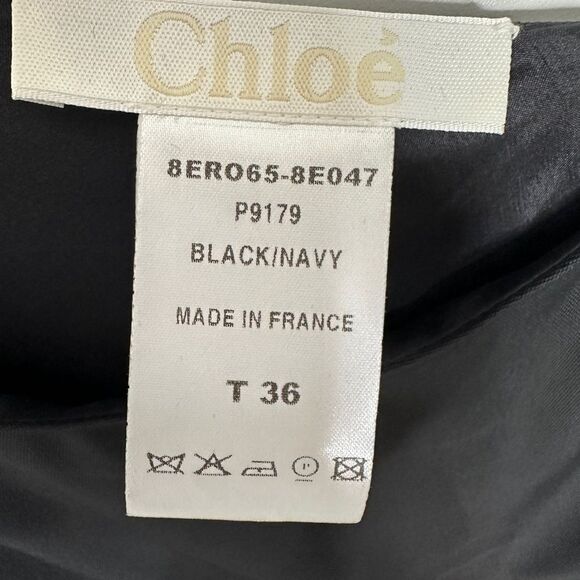 Chloé
8ERO65-8E047
P9179
BLACK/NAVY
MADE IN FRANCE
T 36